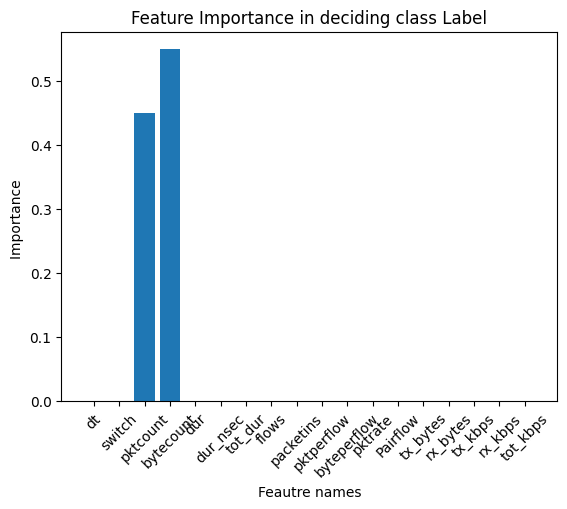 Feature Importance in deciding class Label
Importance
0.5
0.4
0.3
0.2
0.1
0.0
dt
switch
pktcount
bytecount
dur
dur_nsec
tot_dur
flows
packetins
pktperflow
byteperflow
pktrate
Pairflow
tx_bytes
rx_bytes
tx_kbps
rx_kbps
tot_kbps
Feautre names